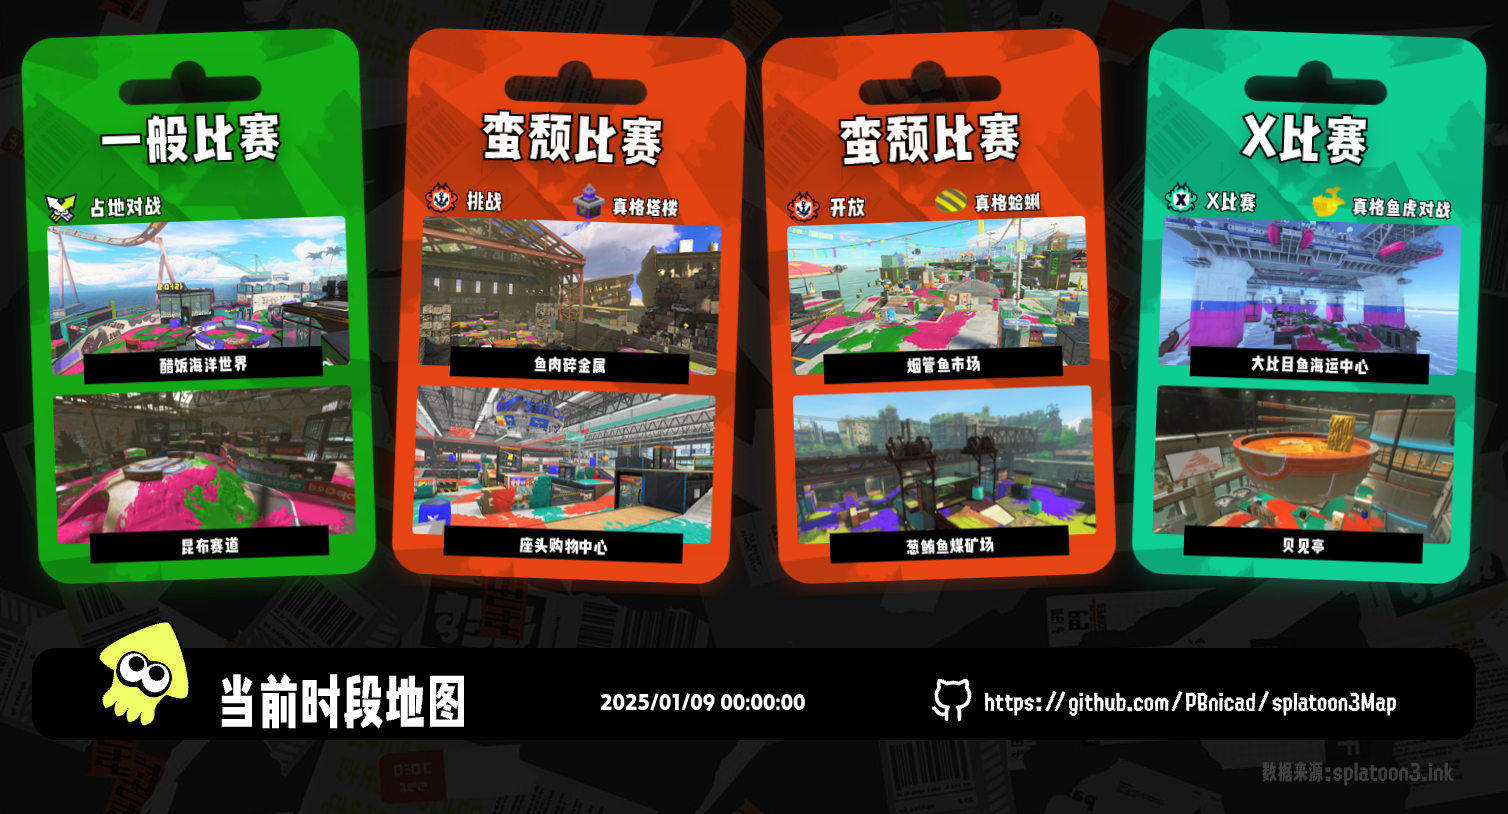 一般比赛
占地对战
醋饭海洋世界
昆布赛道
蛮颓比赛
挑战
真格塔楼
鱼肉碎金属
座头购物中心
蛮颓比赛
开放
真格蛤蜊
烟管鱼市场
葱鲔鱼煤矿场
X比赛
X比赛
真格鱼虎对战
大比目鱼海运中心
贝见亭
当前时段地图
2025/01/09 00:00:00
https://github.com/PBnicad/splatoon3Map
数据来源:splatoon3.ink